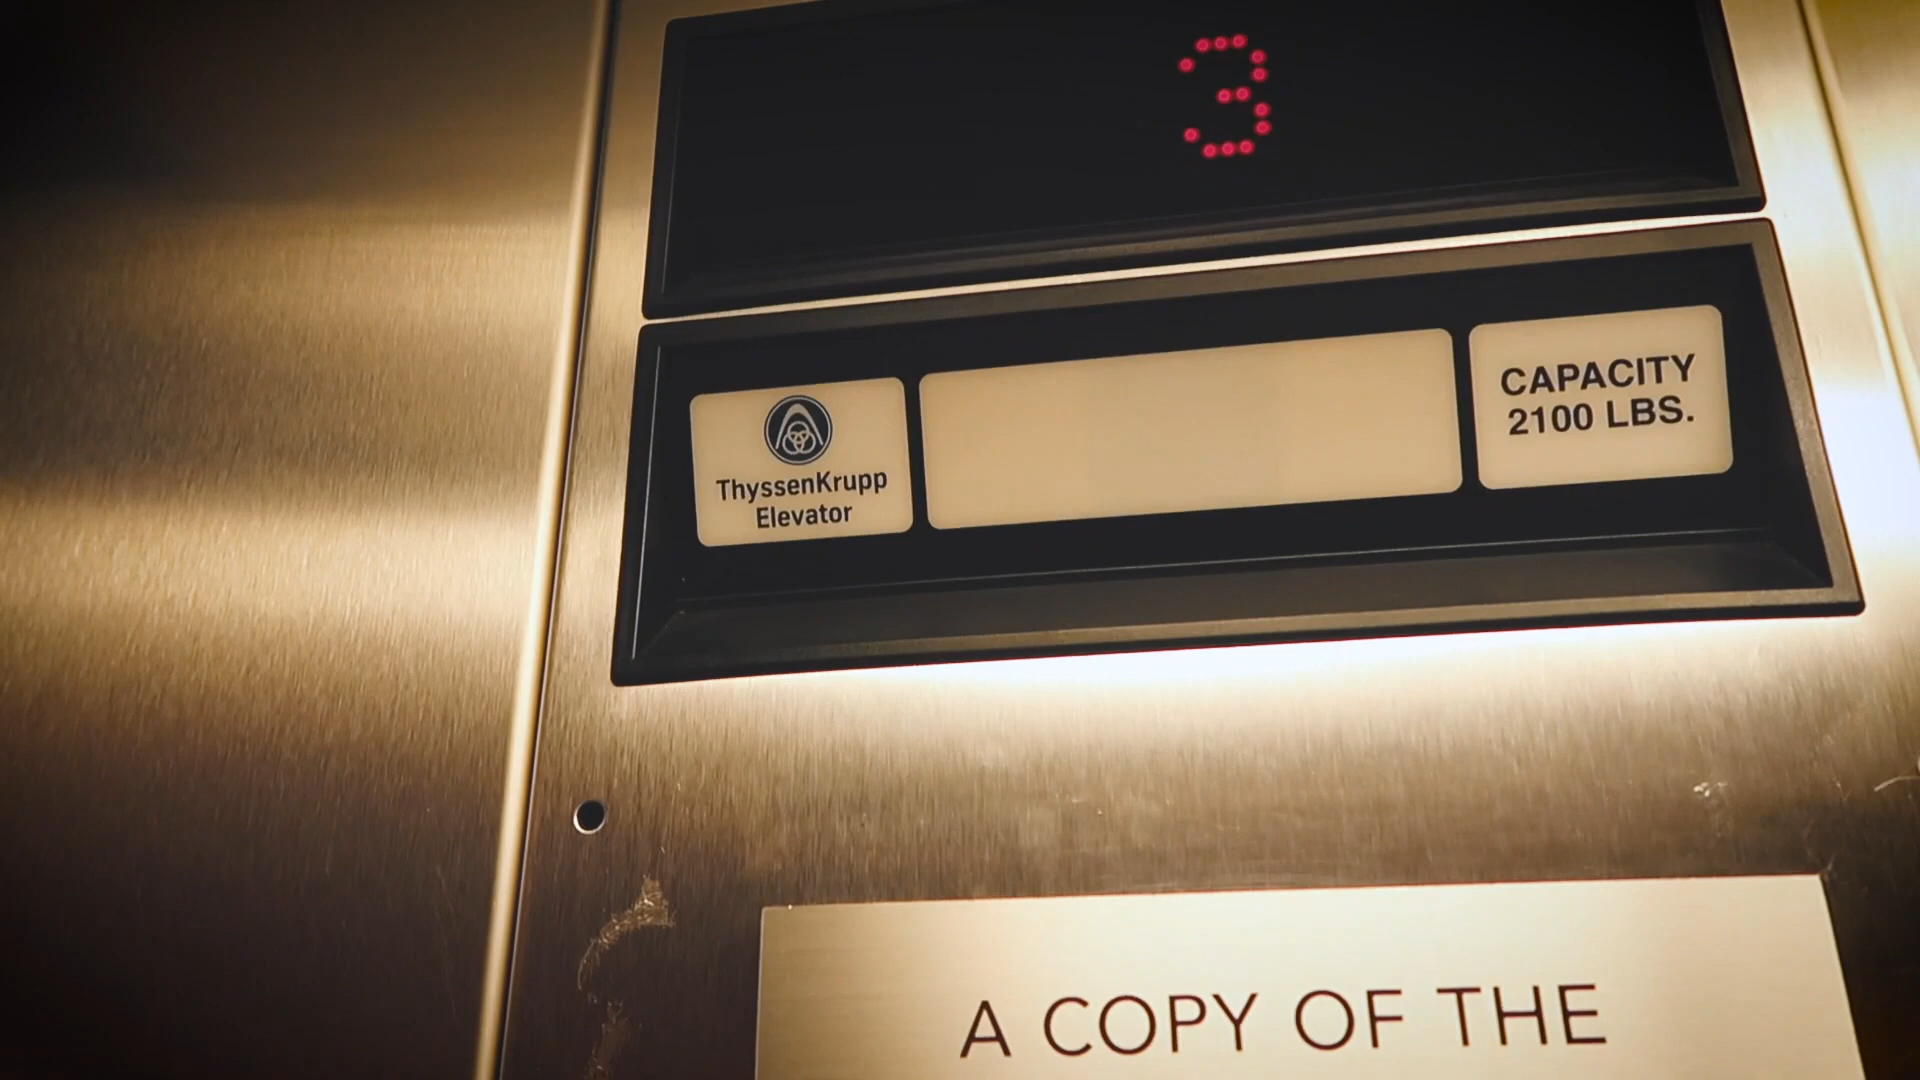 3
ThyssenKrupp
Elevator
CAPACITY
2100 LBS.
A COPY OF THE